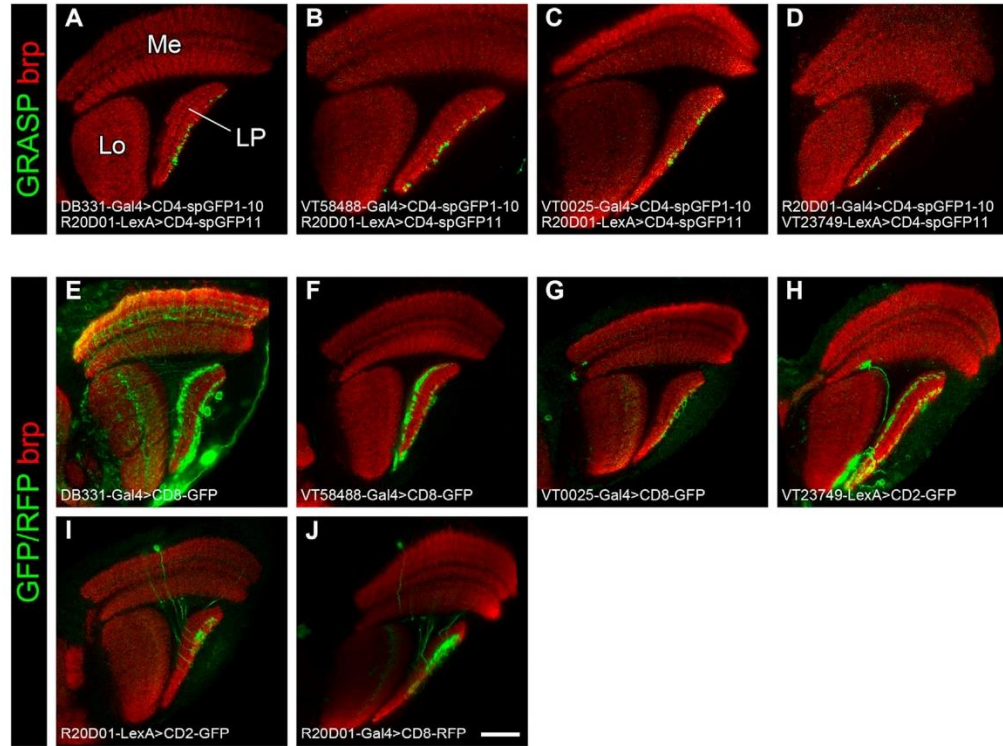 GRASP brp
A
Me
Lo
LP
DB331-Gal4>CD4-spGFP1-10
R20D01-LexA>CD4-spGFP11
B
VT58488-Gal4>CD4-spGFP1-10
R20D01-LexA>CD4-spGFP11
C
VT0025-Gal4>CD4-spGFP1-10
R20D01-LexA>CD4-spGFP11
D
R20D01-Gal4>CD4-spGFP1-10
VT23749-LexA>CD4-spGFP11
GFP/RFP brp
E
DB331-Gal4>CD8-GFP
F
VT58488-Gal4>CD8-GFP
G
VT0025-Gal4>CD8-GFP
H
VT23749-LexA>CD2-GFP
I
R20D01-LexA>CD2-GFP
J
R20D01-Gal4>CD8-RFP